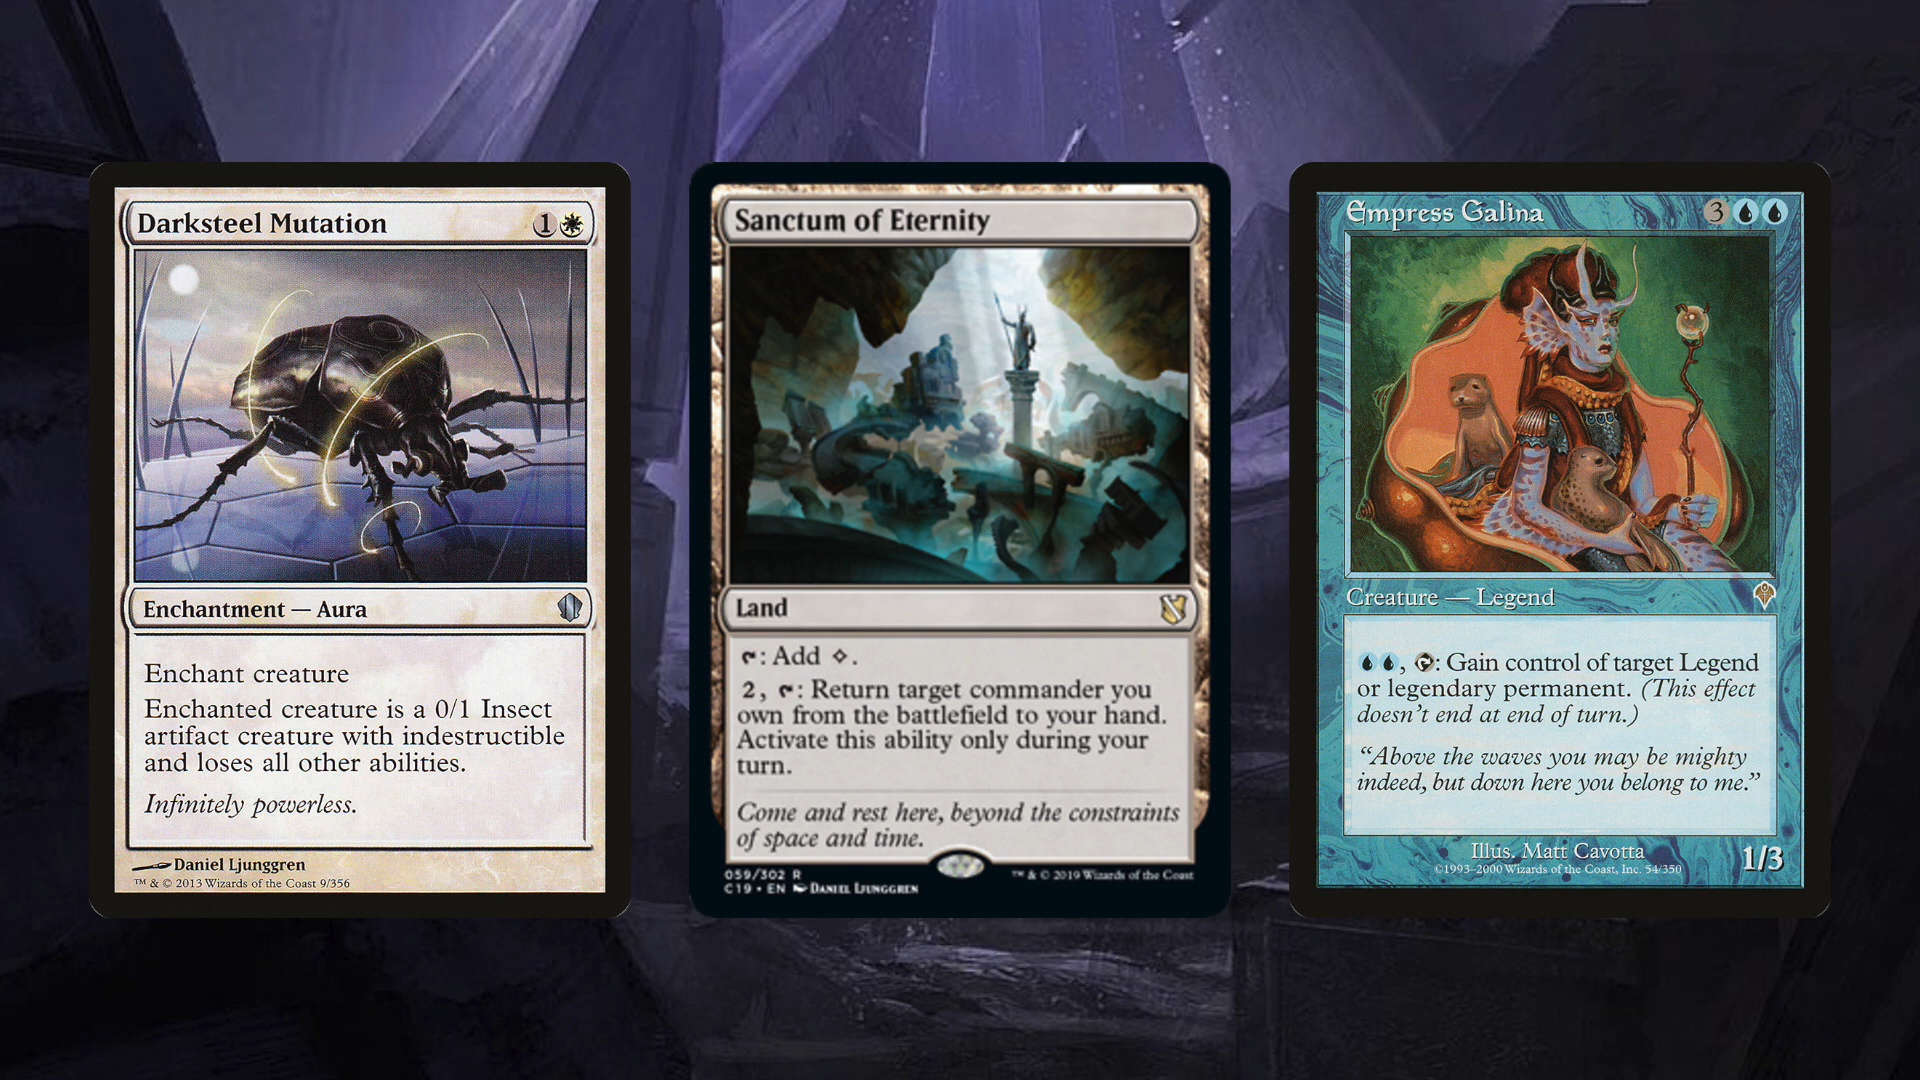 Darksteel Mutation
1
Enchantment — Aura
Enchant creature
Enchanted creature is a 0/1 Insect
artifact creature with indestructible
and loses all other abilities.
Infinitely powerless.
Daniel Ljunggren
™ & © 2013 Wizards of the Coast 9/356
Sanctum of Eternity
Land
: Add .
2, : Return target commander you
own from the battlefield to your hand.
Activate this ability only during your
turn.
Come and rest here, beyond the constraints
of space and time.
059/302 R
C19 • EN Daniel Ljunggren
™ & © 2019 Wizards of the Coast
Empress Galina
3
Creature — Legend
, : Gain control of target Legend
or legendary permanent. (This effect
doesn't end at end of turn.)
“Above the waves you may be mighty
indeed, but down here you belong to me.”
Illus. Matt Cavotta
©1993–2000 Wizards of the Coast, Inc. 54/350
1/3